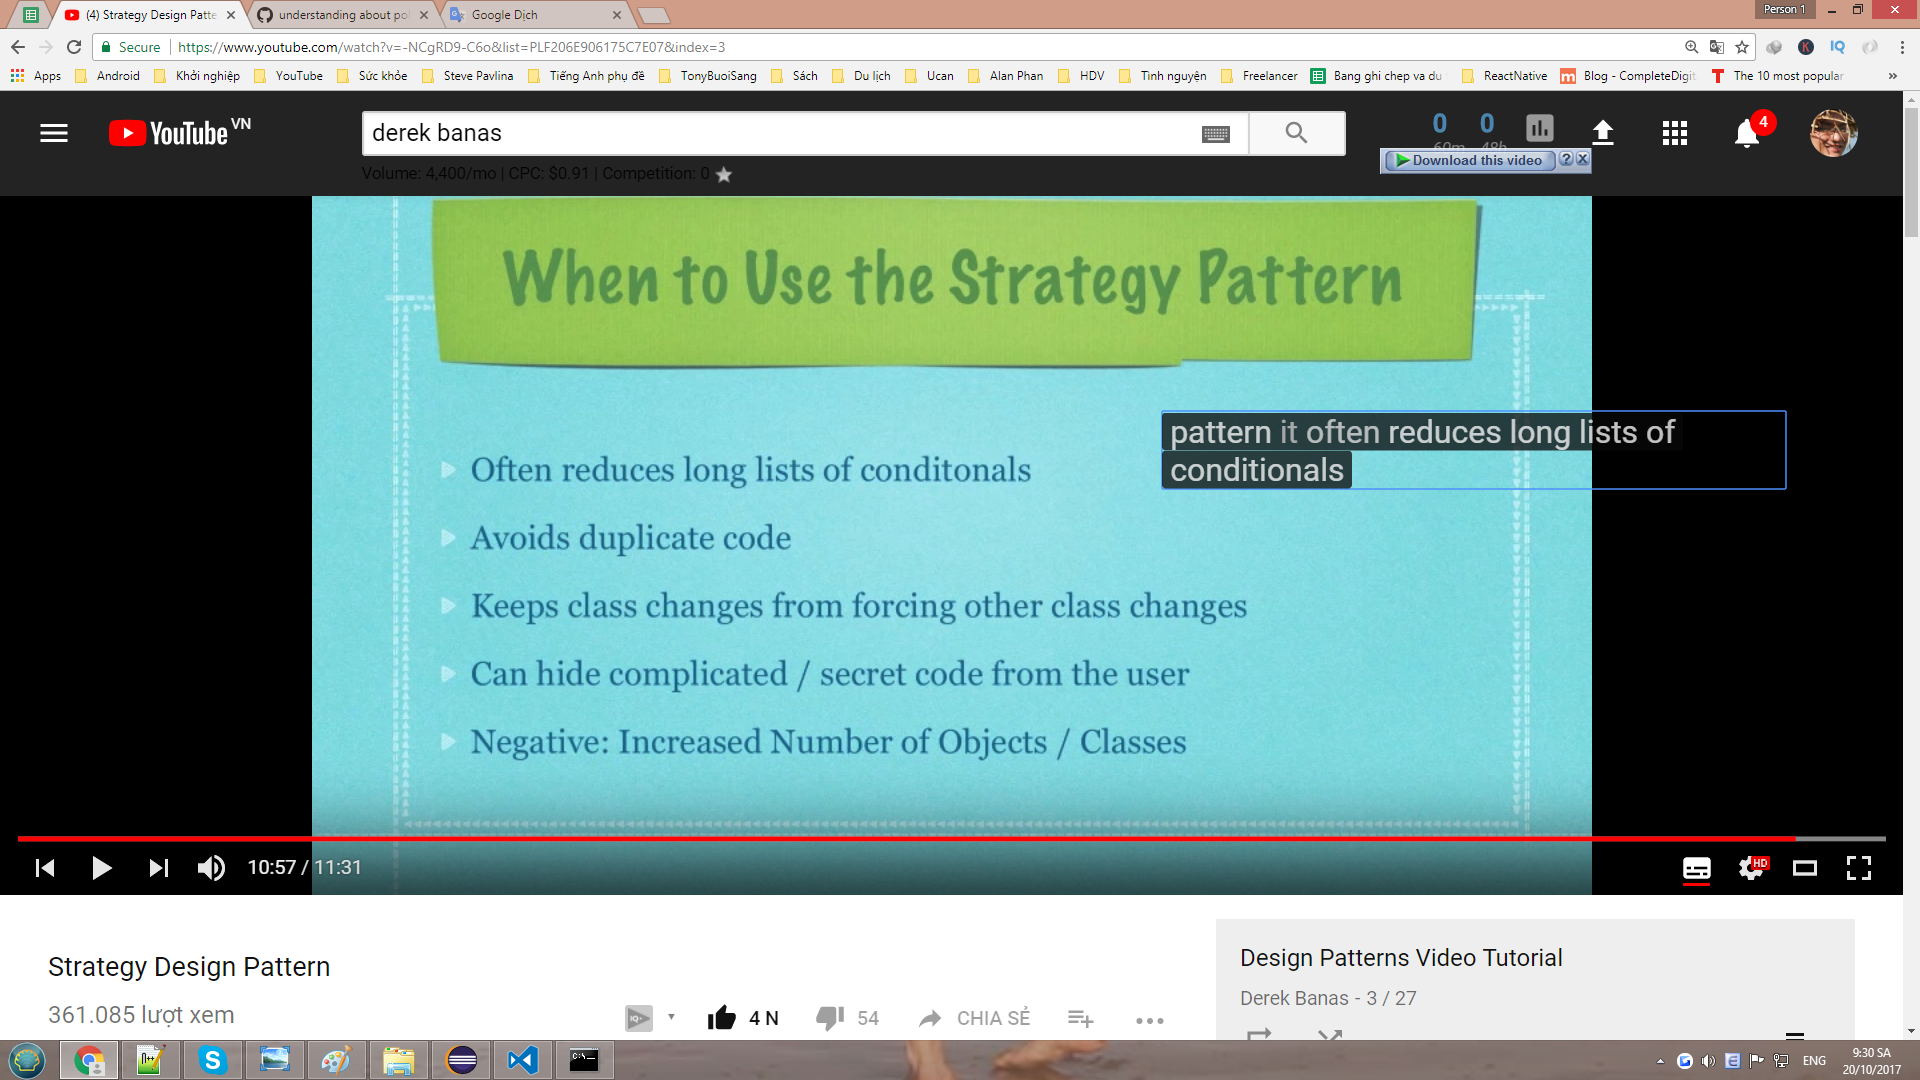 (4) Strategy Design Patte
understanding about po
Google Dịch
Person 1
Secure
https://www.youtube.com/watch?v=-NCgRD9-C6o&list=PLF206E906175C7E07&index=3
Apps
Android
Khởi nghiệp
YouTube
Sức khỏe
Steve Pavlina
Tiếng Anh phụ đề
TonyBuoiSang
Sách
Du lịch
Ucan
Alan Phan
HDV
Tình nguyện
Freelancer
Bang ghi chep va du
ReactNative
Blog - CompleteDigit
The 10 most popular
YouTube VN
derek banas
0 0
60m 48h
4
Download this video
Volume: 4,400/mo | CPC: $0.91 | Competition: 0
When to Use the Strategy Pattern
pattern it often reduces long lists of
conditionals
Often reduces long lists of conditonals
Avoids duplicate code
Keeps class changes from forcing other class changes
Can hide complicated / secret code from the user
Negative: Increased Number of Objects / Classes
10:57 / 11:31
HD
Strategy Design Pattern
361.085 lượt xem
4 N
54
CHIA SẺ
Design Patterns Video Tutorial
Derek Banas - 3 / 27
ENG
9:30 SA
20/10/2017